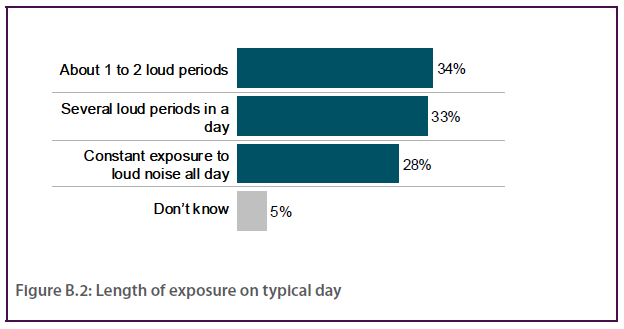 About 1 to 2 loud periods
34%
Several loud periods in a
day
33%
Constant exposure to
loud noise all day
28%
Don't know
5%
Figure B.2: Length of exposure on typical day